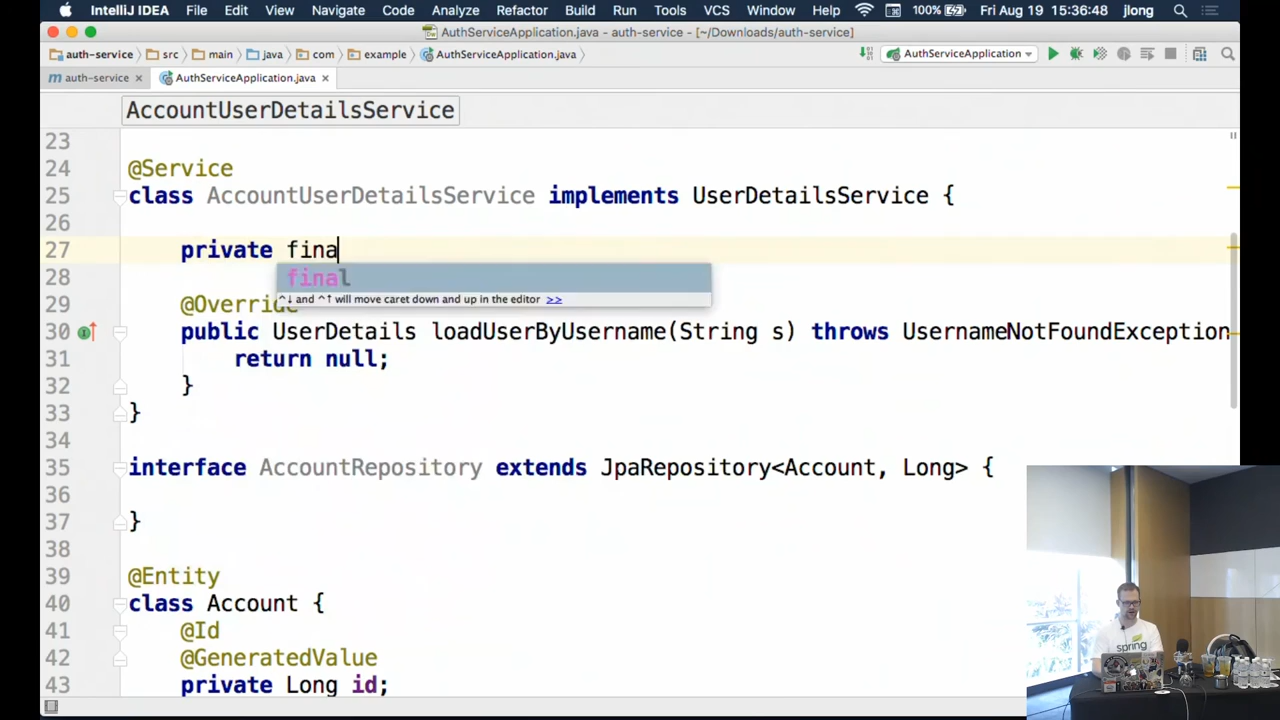 IntelliJ IDEA File Edit View Navigate Code Analyze Refactor Build Run Tools VCS Window Help 100% Fri Aug 19 15:36:48 jlong
AuthServiceApplication.java - auth-service - [~/Downloads/auth-service]
auth-service src main java com example AuthServiceApplication.java AuthServiceApplication
m auth-service × AuthServiceApplication.java ×
AccountUserDetailsService
23
24 @Service
25 class AccountUserDetailsService implements UserDetailsService {
26
27 private fina
final
28
^↓ and ^↑ will move caret down and up in the editor >>
29 @Override
30 public UserDetails loadUserByUsername(String s) throws UsernameNotFoundException
31 return null;
32 }
33 }
34
35 interface AccountRepository extends JpaRepository<Account, Long> {
36
37 }
38
39 @Entity
40 class Account {
41 @Id
42 @GeneratedValue
43 private Long id;
spring